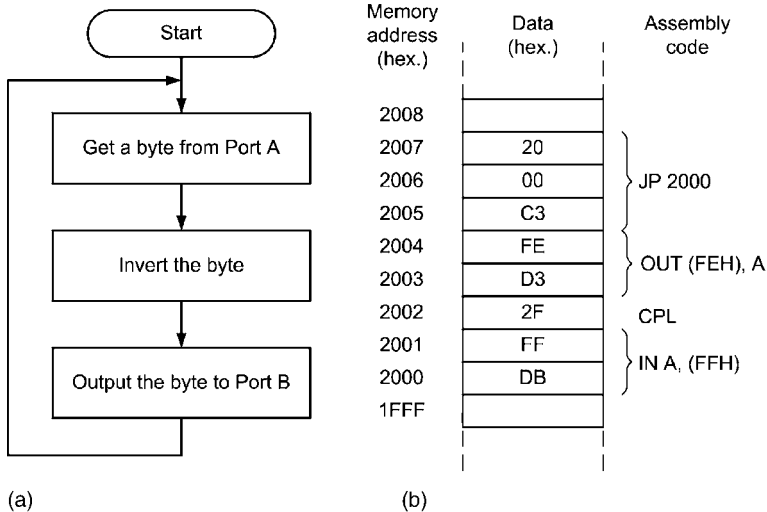 Start
Get a byte from Port A
Invert the byte
Output the byte to Port B
(a)
Memory
address
(hex.)
Data
(hex.)
Assembly
code
2008
2007 20
2006 00 JP 2000
2005 C3
2004 FE
2003 D3 OUT (FEH), A
2002 2F CPL
2001 FF
2000 DB IN A, (FFH)
1FFF
(b)